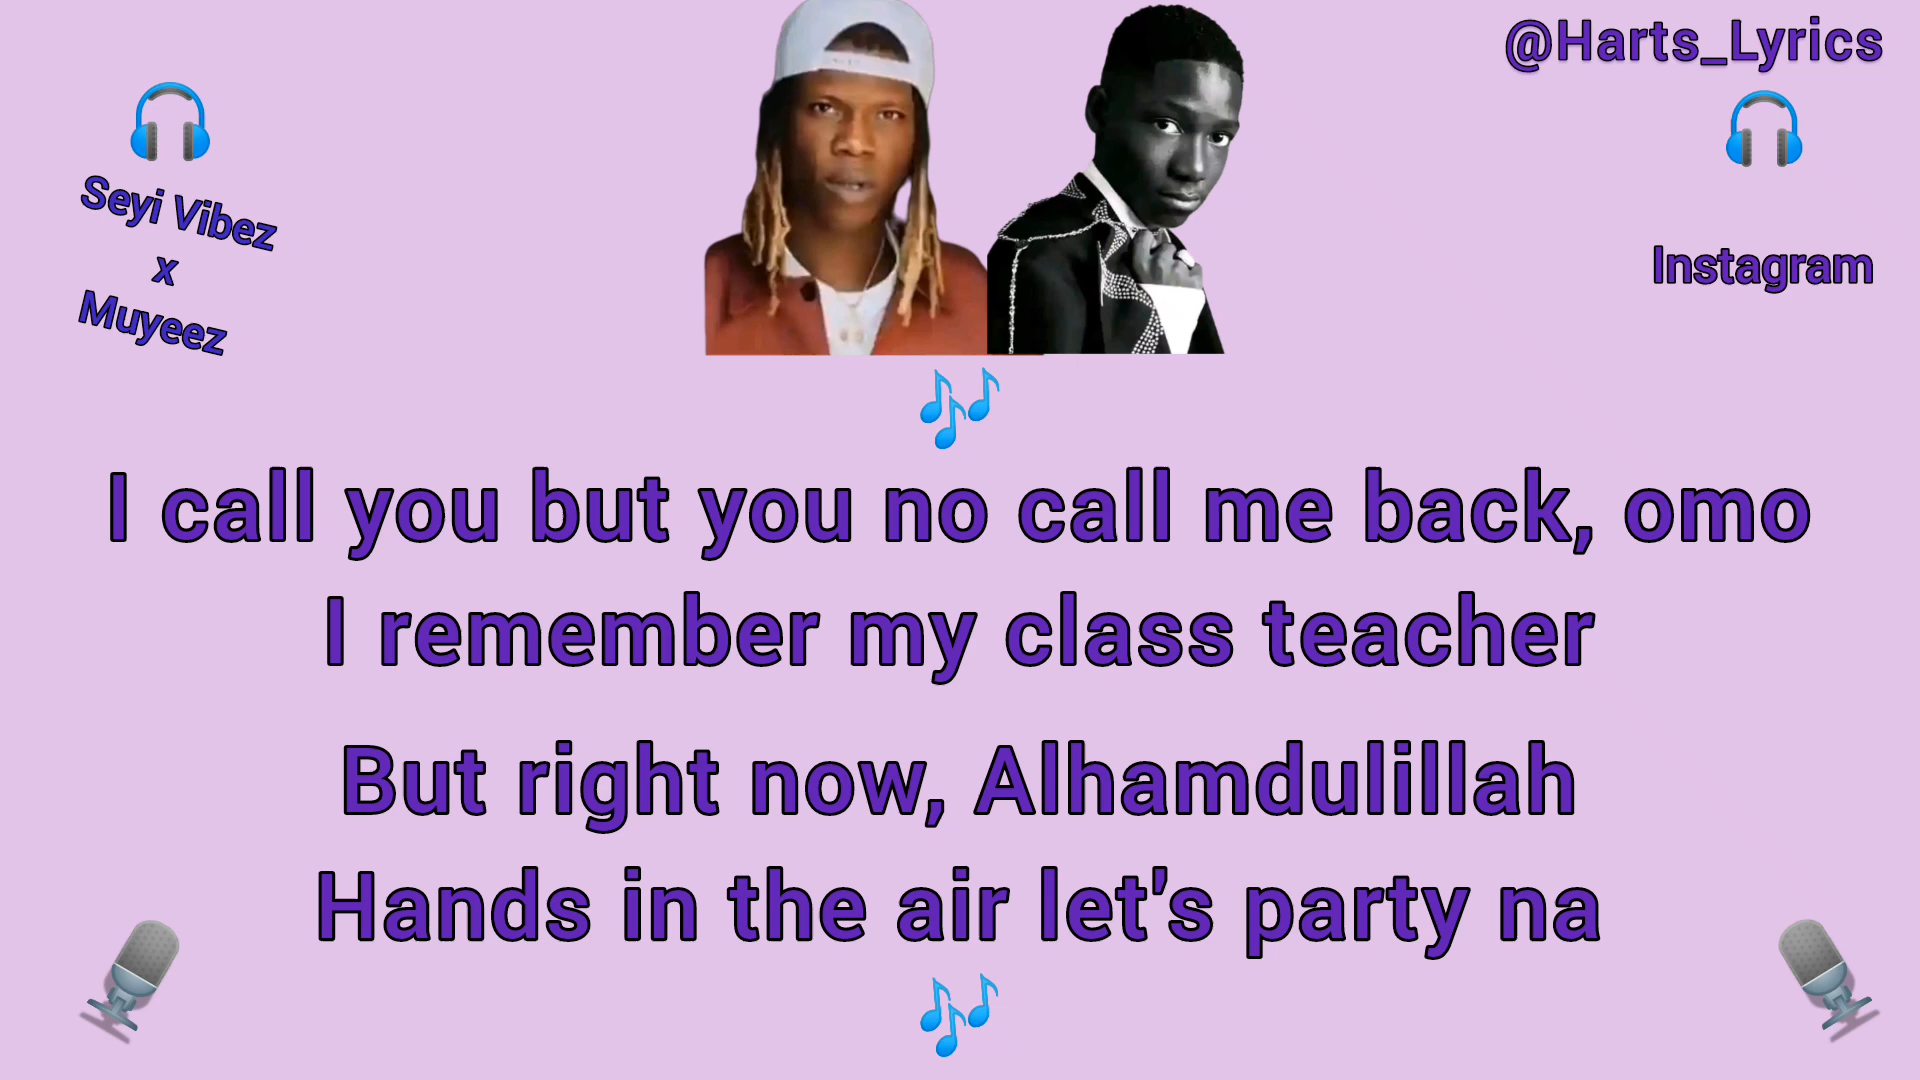 @Harts_Lyrics
Seyi Vibez
x
Muyeez
Instagram
I call you but you no call me back, omo
I remember my class teacher
But right now, Alhamdulillah
Hands in the air let's party na